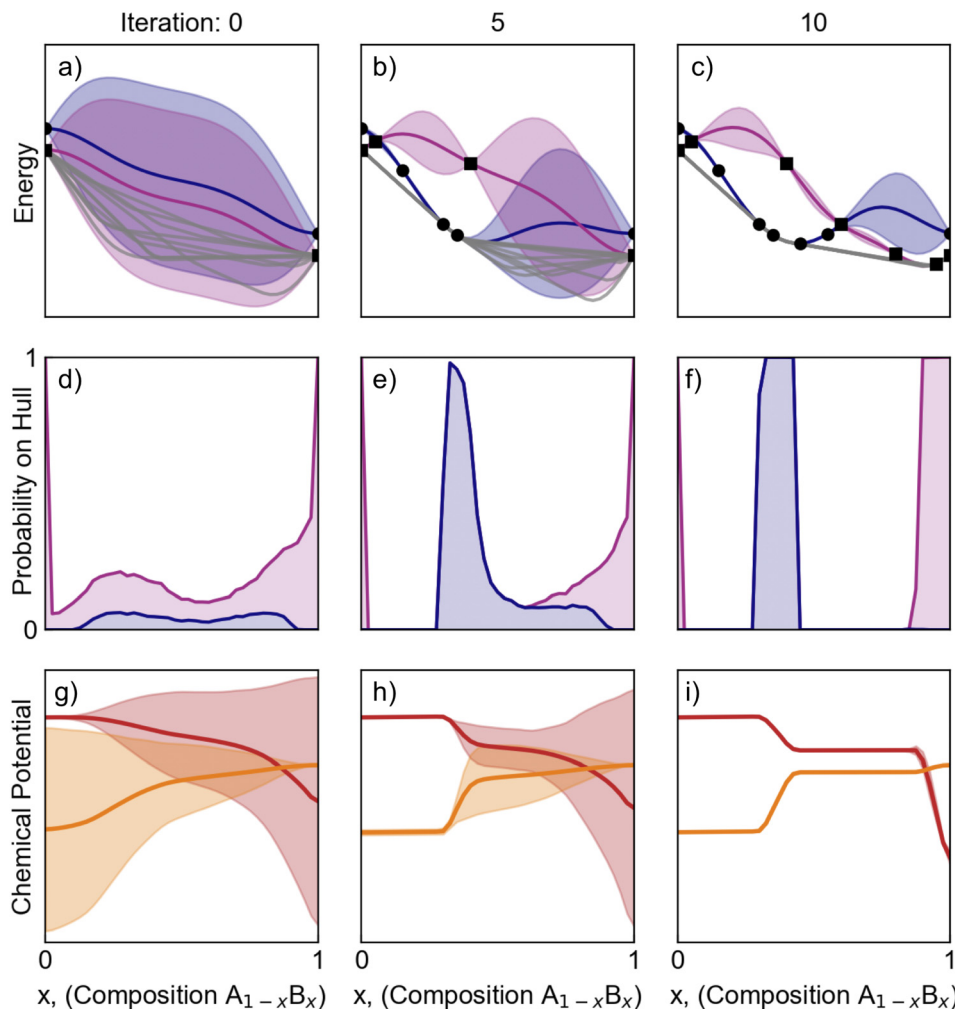 Iteration: 0 5 10
a) b) c)
Energy
d) e) f)
Probability on Hull
1
0
g) h) i)
Chemical Potential
0 1 0 1 0 1
x, (Composition A₁₋ₓBₓ) x, (Composition A₁₋ₓBₓ) x, (Composition A₁₋ₓBₓ)